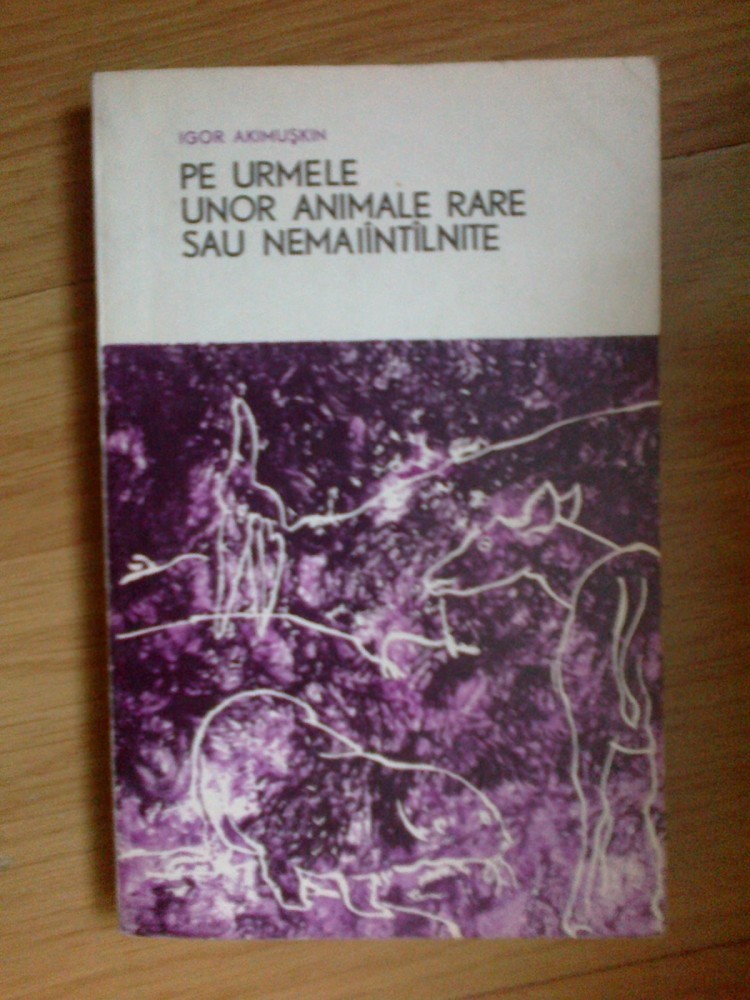 IGOR AKIMUŞKIN
PE URMELE
UNOR ANIMALE RARE
SAU NEMAIÎNTÎLNITE